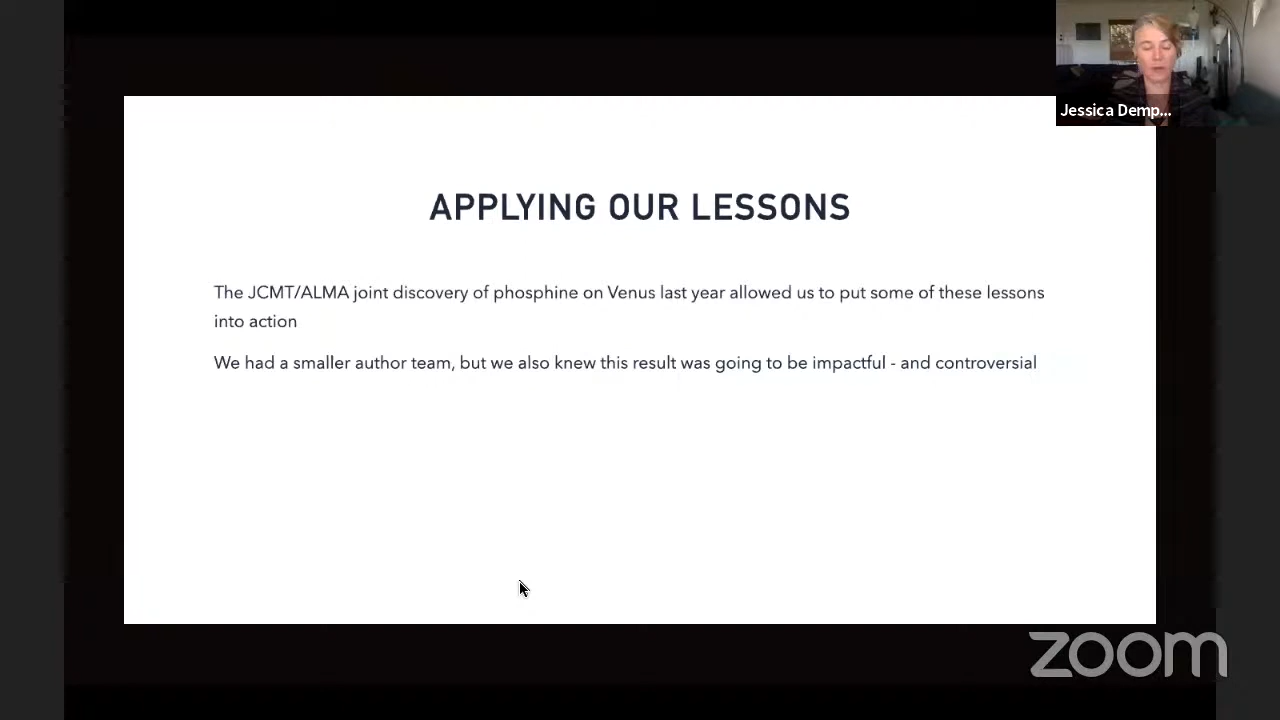 Jessica Demp...
APPLYING OUR LESSONS
The JCMT/ALMA joint discovery of phosphine on Venus last year allowed us to put some of these lessons
into action
We had a smaller author team, but we also knew this result was going to be impactful - and controversial
zoom